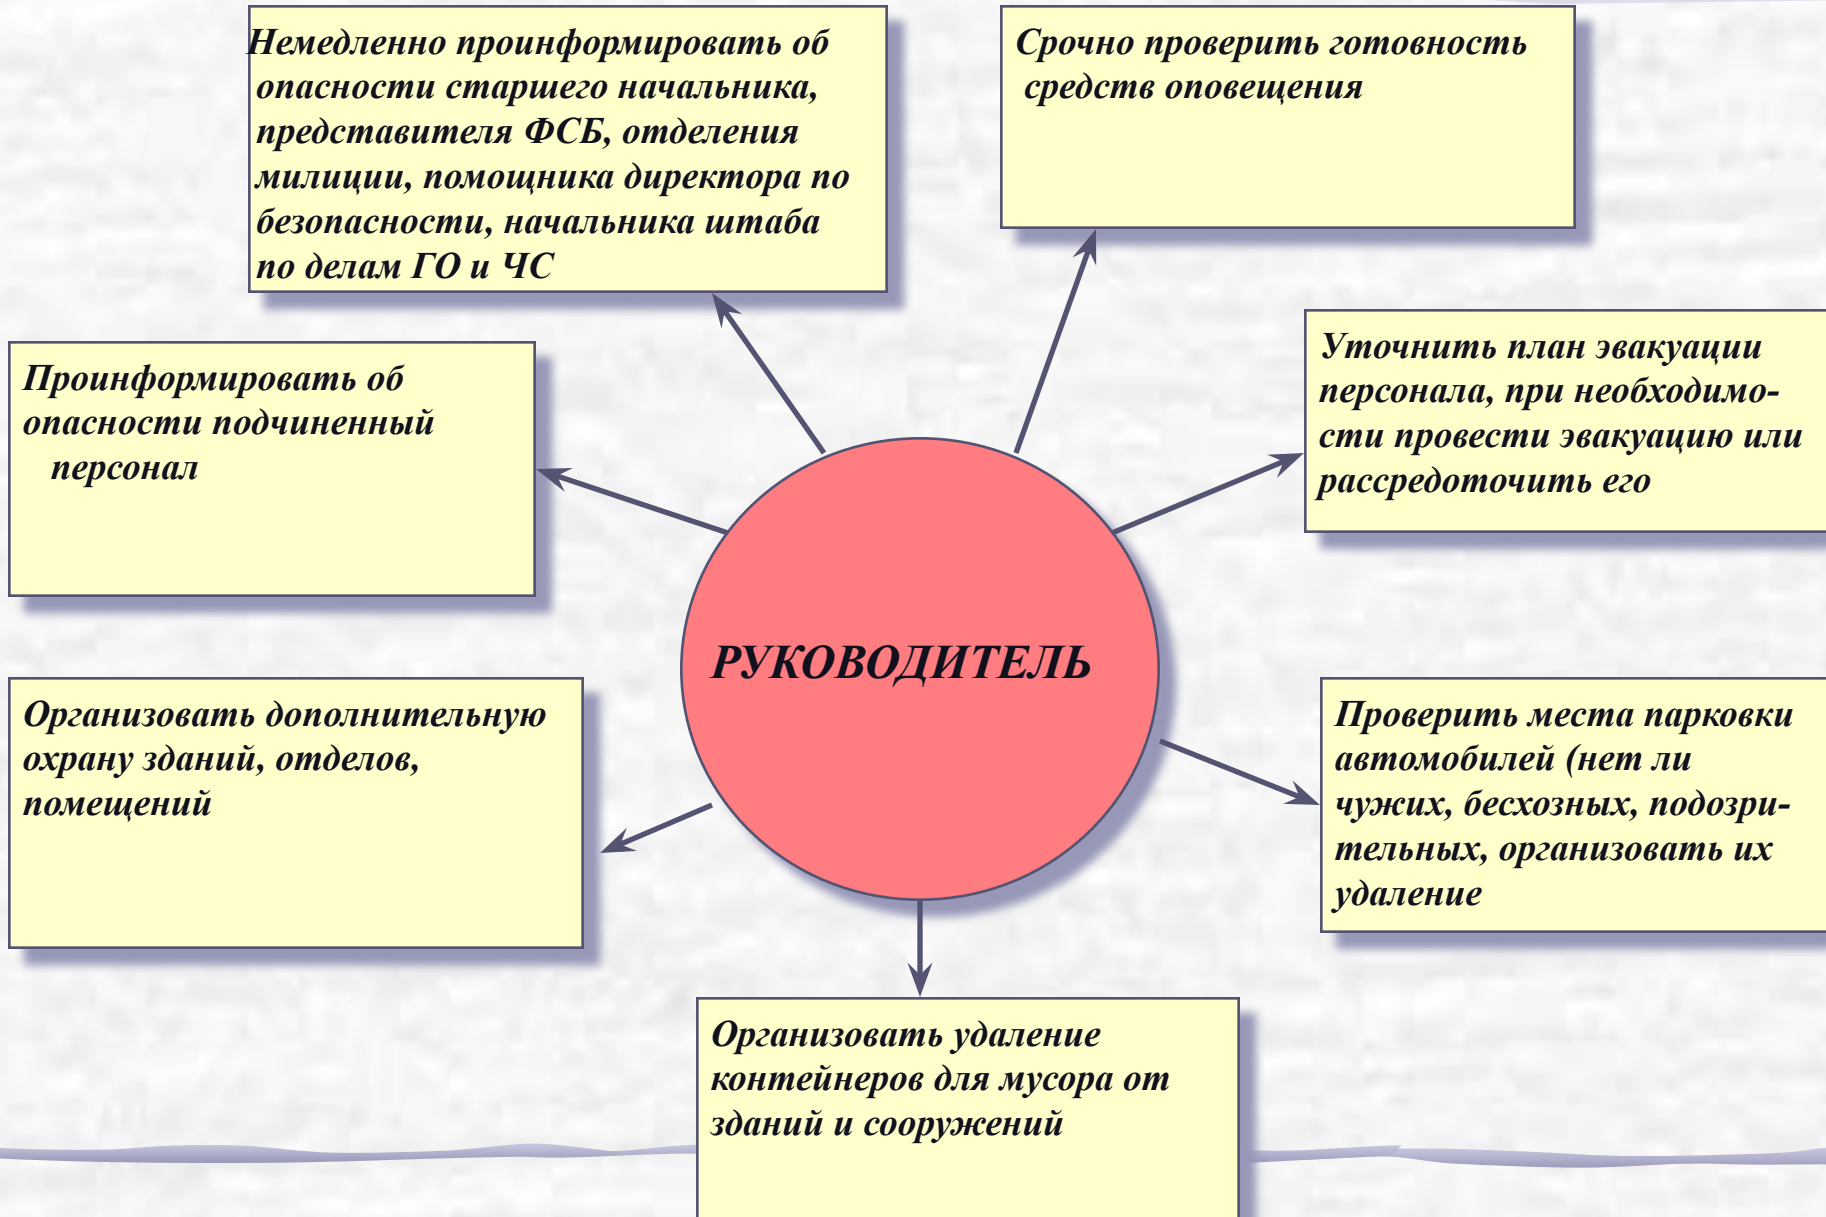 Немедленно проинформировать об
опасности старшего начальника,
представителя ФСБ, отделения
милиции, помощника директора по
безопасности, начальника штаба
по делам ГО и ЧС
Срочно проверить готовность
средств оповещения
Проинформировать об
опасности подчиненный
персонал
Уточнить план эвакуации
персонала, при необходимо-
сти провести эвакуацию или
рассредоточить его
РУКОВОДИТЕЛЬ
Организовать дополнительную
охрану зданий, отделов,
помещений
Проверить места парковки
автомобилей (нет ли
чужих, бесхозных, подозри-
тельных, организовать их
удаление
Организовать удаление
контейнеров для мусора от
зданий и сооружений